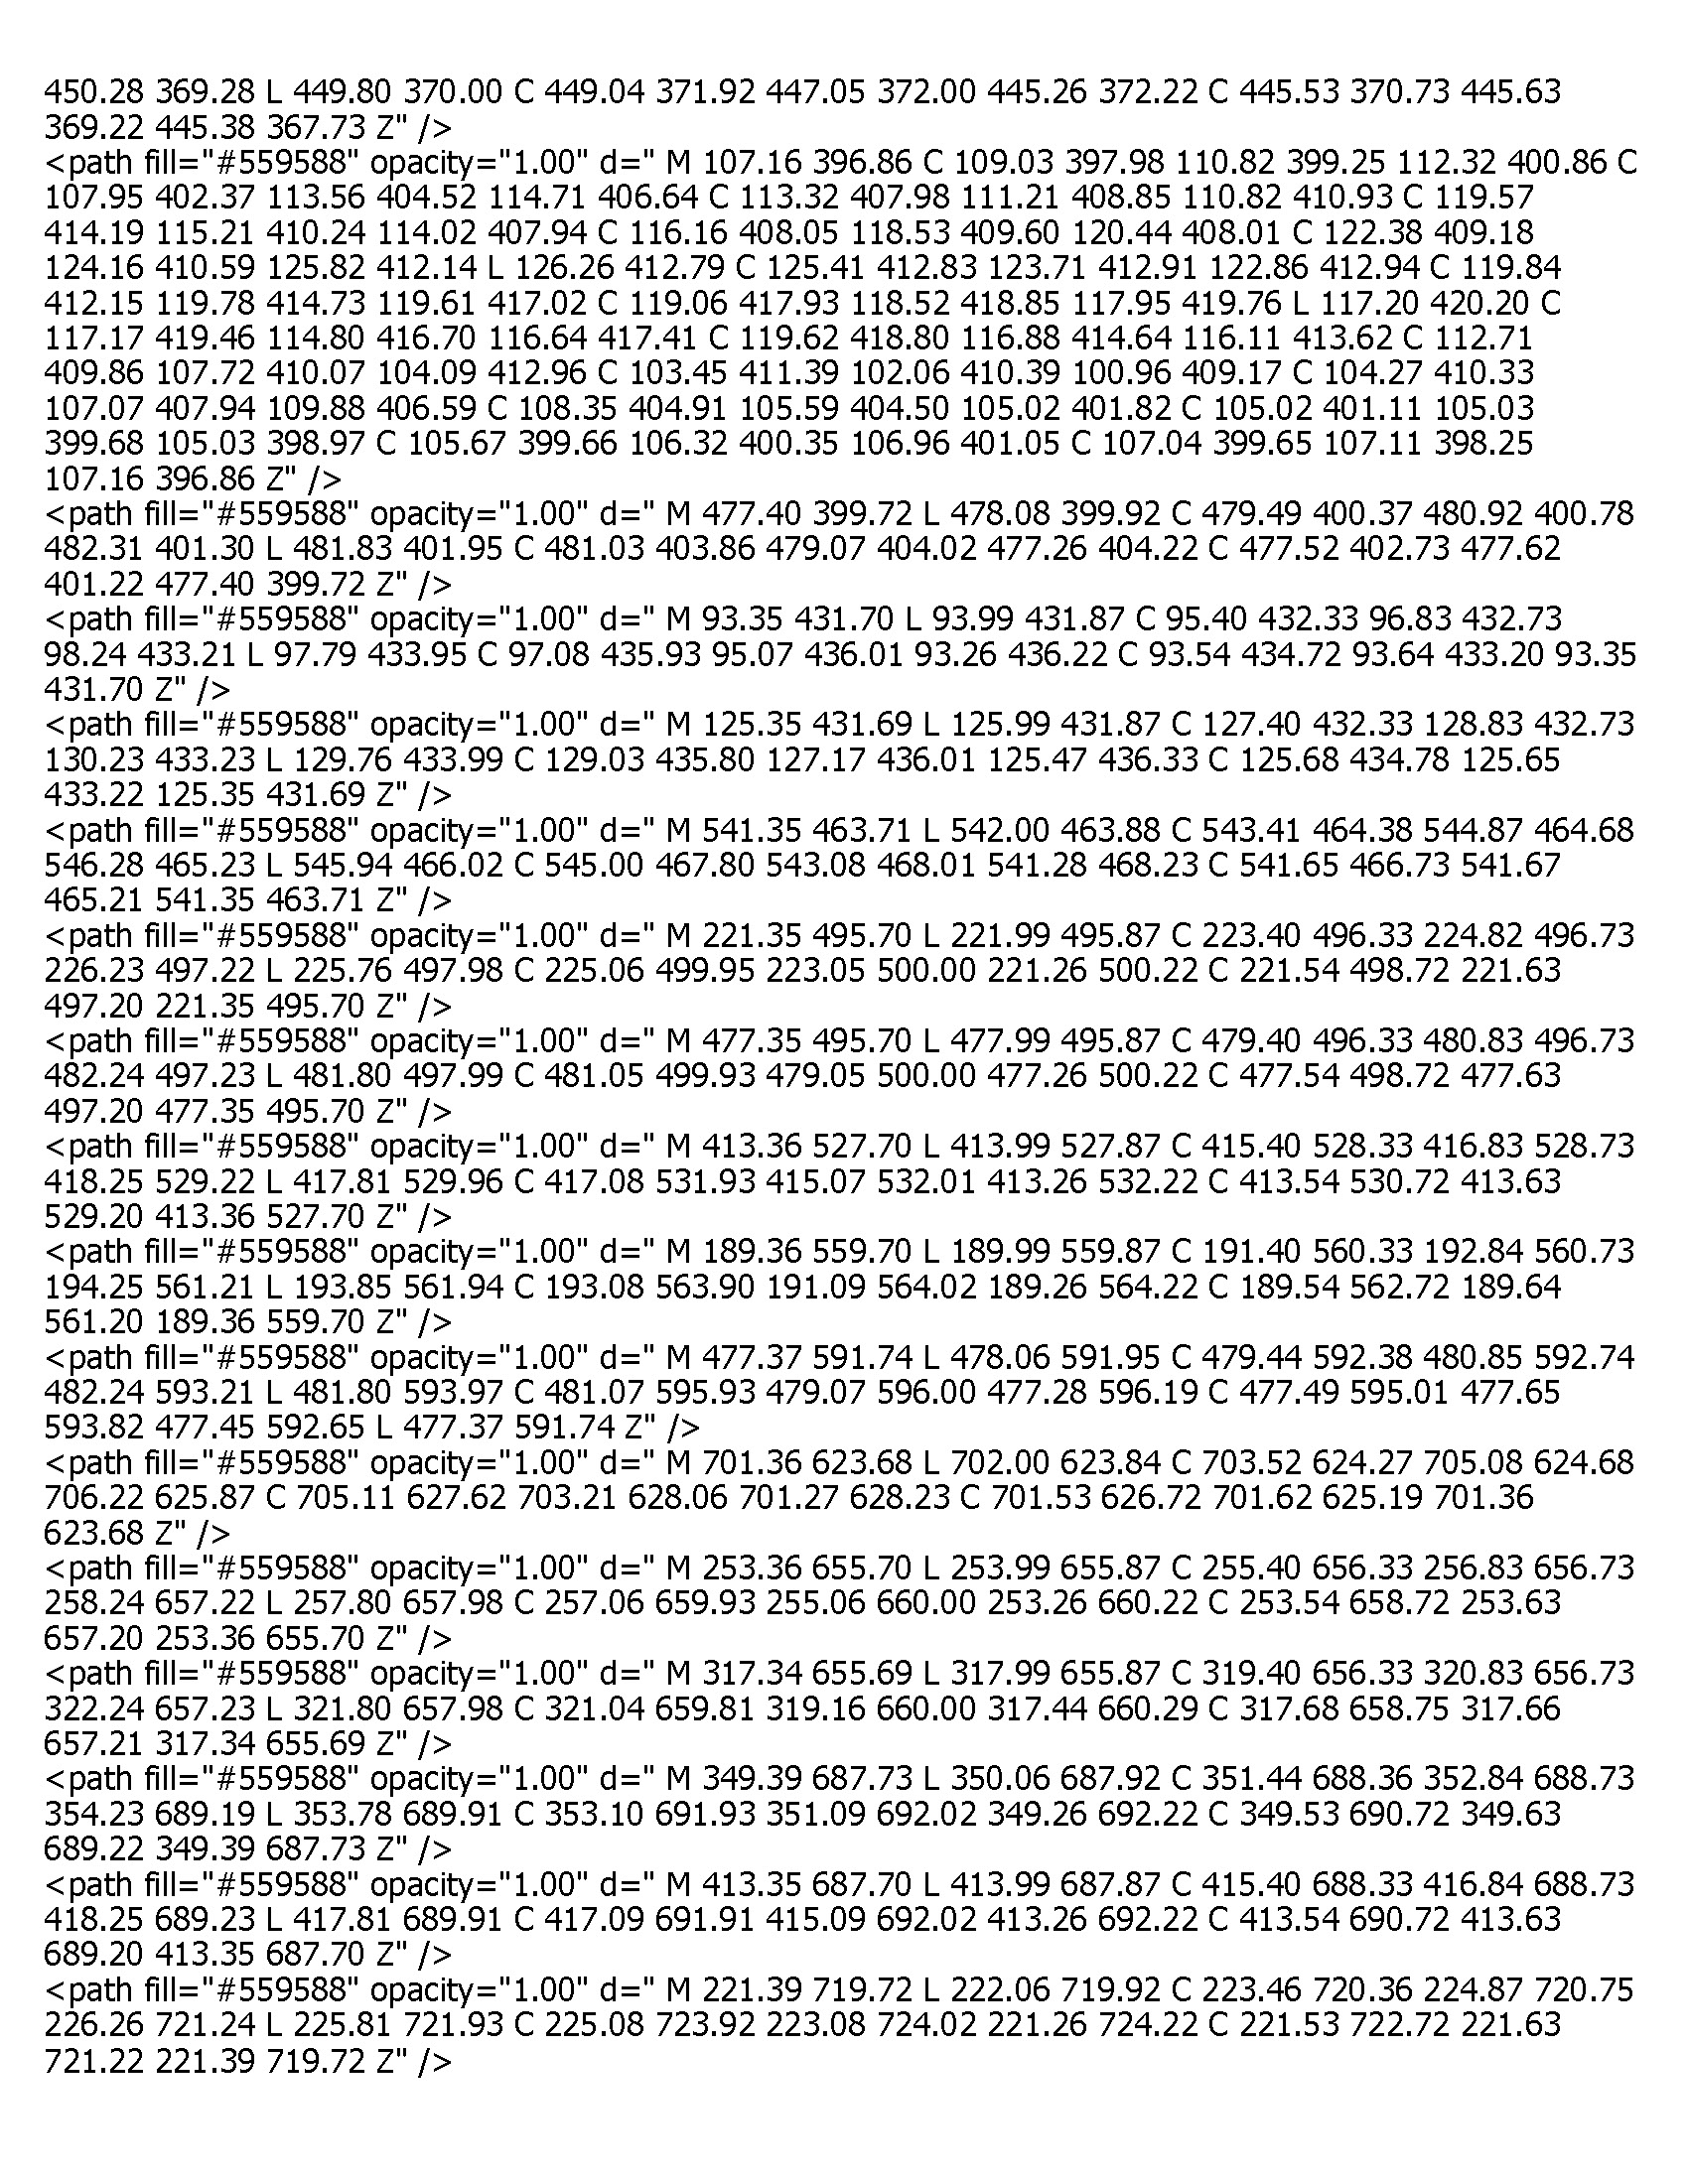 450.28 369.28 L 449.80 370.00 C 449.04 371.92 447.05 372.00 445.26 372.22 C 445.53 370.73 445.63
369.22 445.38 367.73 Z" />
<path fill="#559588" opacity="1.00" d=" M 107.16 396.86 C 109.03 397.98 110.82 399.25 112.32 400.86 C
107.95 402.37 113.56 404.52 114.71 406.64 C 113.32 407.98 111.21 408.85 110.82 410.93 C 119.57
414.19 115.21 410.24 114.02 407.94 C 116.16 408.05 118.53 409.60 120.44 408.01 C 122.38 409.18
124.16 410.59 125.82 412.14 L 126.26 412.79 C 125.41 412.83 123.71 412.91 122.86 412.94 C 119.84
412.15 119.78 414.73 119.61 417.02 C 119.06 417.93 118.52 418.85 117.95 419.76 L 117.20 420.20 C
117.17 419.46 114.80 416.70 116.64 417.41 C 119.62 418.80 116.88 414.64 116.11 413.62 C 112.71
409.86 107.72 410.07 104.09 412.96 C 103.45 411.39 102.06 410.39 100.96 409.17 C 104.27 410.33
107.07 407.94 109.88 406.59 C 108.35 404.91 105.59 404.50 105.02 401.82 C 105.02 401.11 105.03
399.68 105.03 398.97 C 105.67 399.66 106.32 400.35 106.96 401.05 C 107.04 399.65 107.11 398.25
107.16 396.86 Z" />
<path fill="#559588" opacity="1.00" d=" M 477.40 399.72 L 478.08 399.92 C 479.49 400.37 480.92 400.78
482.31 401.30 L 481.83 401.95 C 481.03 403.86 479.07 404.02 477.26 404.22 C 477.52 402.73 477.62
401.22 477.40 399.72 Z" />
<path fill="#559588" opacity="1.00" d=" M 93.35 431.70 L 93.99 431.87 C 95.40 432.33 96.83 432.73
98.24 433.21 L 97.79 433.95 C 97.08 435.93 95.07 436.01 93.26 436.22 C 93.54 434.72 93.64 433.20 93.35
431.70 Z" />
<path fill="#559588" opacity="1.00" d=" M 125.35 431.69 L 125.99 431.87 C 127.40 432.33 128.83 432.73
130.23 433.23 L 129.76 433.99 C 129.03 435.80 127.17 436.01 125.47 436.33 C 125.68 434.78 125.65
433.22 125.35 431.69 Z" />
<path fill="#559588" opacity="1.00" d=" M 541.35 463.71 L 542.00 463.88 C 543.41 464.38 544.87 464.68
546.28 465.23 L 545.94 466.02 C 545.00 467.80 543.08 468.01 541.28 468.23 C 541.65 466.73 541.67
465.21 541.35 463.71 Z" />
<path fill="#559588" opacity="1.00" d=" M 221.35 495.70 L 221.99 495.87 C 223.40 496.33 224.82 496.73
226.23 497.22 L 225.76 497.98 C 225.06 499.95 223.05 500.00 221.26 500.22 C 221.54 498.72 221.63
497.20 221.35 495.70 Z" />
<path fill="#559588" opacity="1.00" d=" M 477.35 495.70 L 477.99 495.87 C 479.40 496.33 480.83 496.73
482.24 497.23 L 481.80 497.99 C 481.05 499.93 479.05 500.00 477.26 500.22 C 477.54 498.72 477.63
497.20 477.35 495.70 Z" />
<path fill="#559588" opacity="1.00" d=" M 413.36 527.70 L 413.99 527.87 C 415.40 528.33 416.83 528.73
418.25 529.22 L 417.81 529.96 C 417.08 531.93 415.07 532.01 413.26 532.22 C 413.54 530.72 413.63
529.20 413.36 527.70 Z" />
<path fill="#559588" opacity="1.00" d=" M 189.36 559.70 L 189.99 559.87 C 191.40 560.33 192.84 560.73
194.25 561.21 L 193.85 561.94 C 193.08 563.90 191.09 564.02 189.26 564.22 C 189.54 562.72 189.64
561.20 189.36 559.70 Z" />
<path fill="#559588" opacity="1.00" d=" M 477.37 591.74 L 478.06 591.95 C 479.44 592.38 480.85 592.74
482.24 593.21 L 481.80 593.97 C 481.07 595.93 479.07 596.00 477.28 596.19 C 477.49 595.01 477.65
593.82 477.45 592.65 L 477.37 591.74 Z" />
<path fill="#559588" opacity="1.00" d=" M 701.36 623.68 L 702.00 623.84 C 703.52 624.27 705.08 624.68
706.22 625.87 C 705.11 627.62 703.21 628.06 701.27 628.23 C 701.53 626.72 701.62 625.19 701.36
623.68 Z" />
<path fill="#559588" opacity="1.00" d=" M 253.36 655.70 L 253.99 655.87 C 255.40 656.33 256.83 656.73
258.24 657.22 L 257.80 657.98 C 257.06 659.93 255.06 660.00 253.26 660.22 C 253.54 658.72 253.63
657.20 253.36 655.70 Z" />
<path fill="#559588" opacity="1.00" d=" M 317.34 655.69 L 317.99 655.87 C 319.40 656.33 320.83 656.73
322.24 657.23 L 321.80 657.98 C 321.04 659.81 319.16 660.00 317.44 660.29 C 317.68 658.75 317.66
657.21 317.34 655.69 Z" />
<path fill="#559588" opacity="1.00" d=" M 349.39 687.73 L 350.06 687.92 C 351.44 688.36 352.84 688.73
354.23 689.19 L 353.78 689.91 C 353.10 691.93 351.09 692.02 349.26 692.22 C 349.53 690.72 349.63
689.22 349.39 687.73 Z" />
<path fill="#559588" opacity="1.00" d=" M 413.35 687.70 L 413.99 687.87 C 415.40 688.33 416.84 688.73
418.25 689.23 L 417.81 689.91 C 417.09 691.91 415.09 692.02 413.26 692.22 C 413.54 690.72 413.63
689.20 413.35 687.70 Z" />
<path fill="#559588" opacity="1.00" d=" M 221.39 719.72 L 222.06 719.92 C 223.46 720.36 224.87 720.75
226.26 721.24 L 225.81 721.93 C 225.08 723.92 223.08 724.02 221.26 724.22 C 221.53 722.72 221.63
721.22 221.39 719.72 Z" />